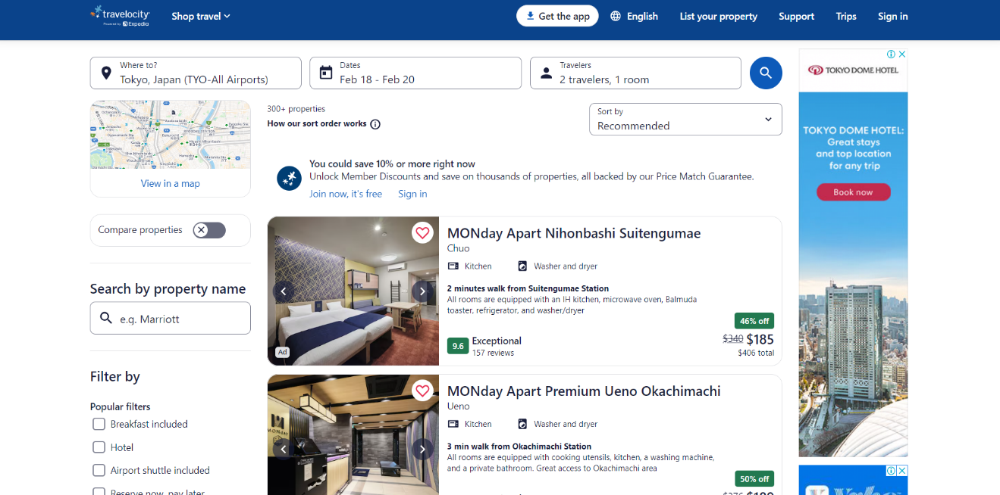 travelocity
Powered by Expedia
Shop travel
Get the app
English
List your property
Support
Trips
Sign in
Where to?
Tokyo, Japan (TYO-All Airports)
Dates
Feb 18 - Feb 20
Travelers
2 travelers, 1 room
View in a map
Compare properties
Search by property name
e.g. Marriott
Filter by
Popular filters
Breakfast included
Hotel
Airport shuttle included
Reserve now, pay later
300+ properties
How our sort order works
Sort by
Recommended
You could save 10% or more right now
Unlock Member Discounts and save on thousands of properties, all backed by our Price Match Guarantee.
Join now, it's free
Sign in
MONday Apart Nihonbashi Suitengumae
Chuo
Kitchen
Washer and dryer
2 minutes walk from Suitengumae Station
All rooms are equipped with an IH kitchen, microwave oven, Balmuda
toaster, refrigerator, and washer/dryer
46% off
9.6
Exceptional
157 reviews
$340 $185
$406 total
Ad
MONday Apart Premium Ueno Okachimachi
Ueno
Kitchen
Washer and dryer
3 min walk from Okachimachi Station
All rooms are equipped with cooking utensils, kitchen, a washing machine,
and a private bathroom. Great access to Okachimachi area
50% off
TOKYO DOME HOTEL
TOKYO DOME HOTEL:
Great stays
and top location
for any trip
Book now